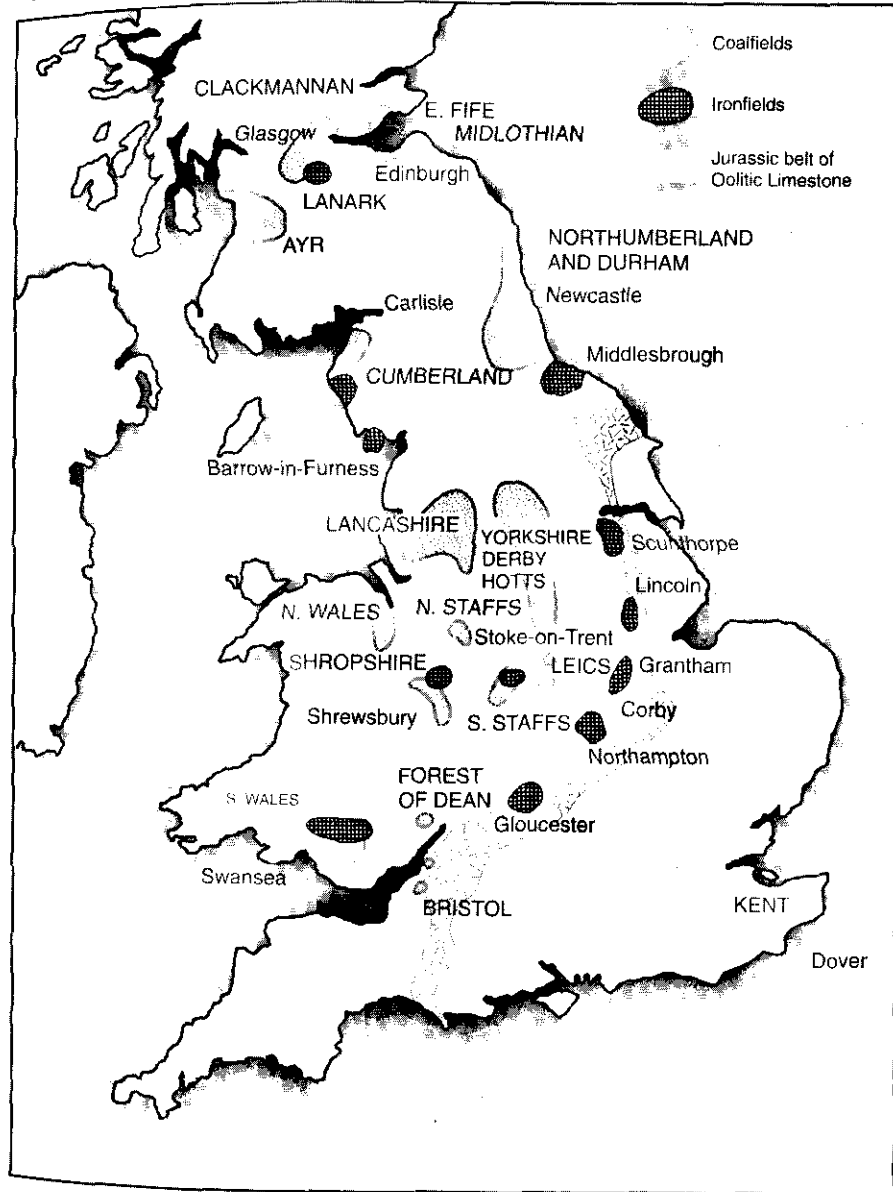 Coalfields
Ironfields
Jurassic belt of
Oolitic Limestone
CLACKMANNAN
E. FIFE
Glasgow
MIDLOTHIAN
Edinburgh
LANARK
AYR
NORTHUMBERLAND
AND DURHAM
Newcastle
Carlisle
Middlesbrough
CUMBERLAND
Barrow-in-Furness
LANCASHIRE
YORKSHIRE
DERBY
HOTTS
Scunthorpe
Lincoln
N. WALES
N. STAFFS
Stoke-on-Trent
SHROPSHIRE
LEICS
Grantham
Shrewsbury
S. STAFFS
Corby
Northampton
FOREST
OF DEAN
S. WALES
Gloucester
Swansea
BRISTOL
KENT
Dover